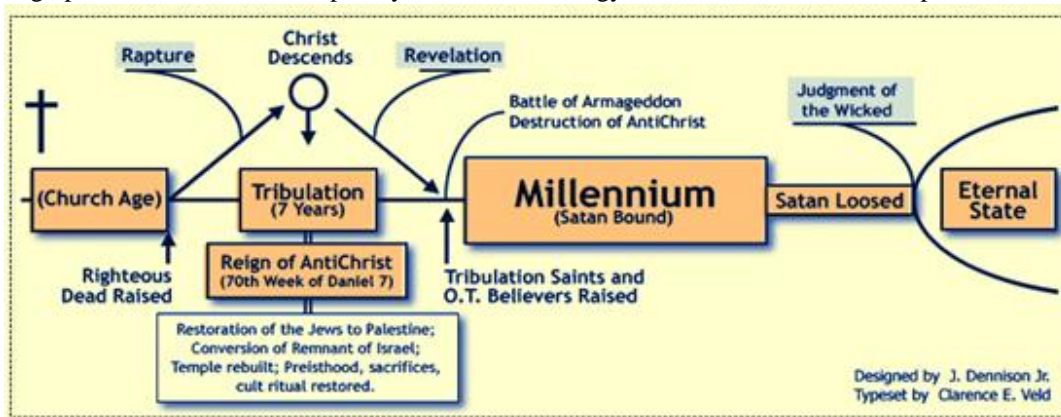 Rapture
Christ
Descends
Revelation
Battle of Armageddon
Destruction of AntiChrist
Judgment of
the Wicked
(Church Age)
Tribulation
(7 Years)
Millennium
(Satan Bound)
Satan Loosed
Eternal
State
Righteous
Dead Raised
Reign of AntiChrist
(70th Week of Daniel 7)
Tribulation Saints and
O.T. Believers Raised
Restoration of the Jews to Palestine;
Conversion of Remnant of Israel;
Temple rebuilt; Preisthood, sacrifices,
cult ritual restored.
Designed by J. Dennison Jr.
Typeset by Clarence E. Veld